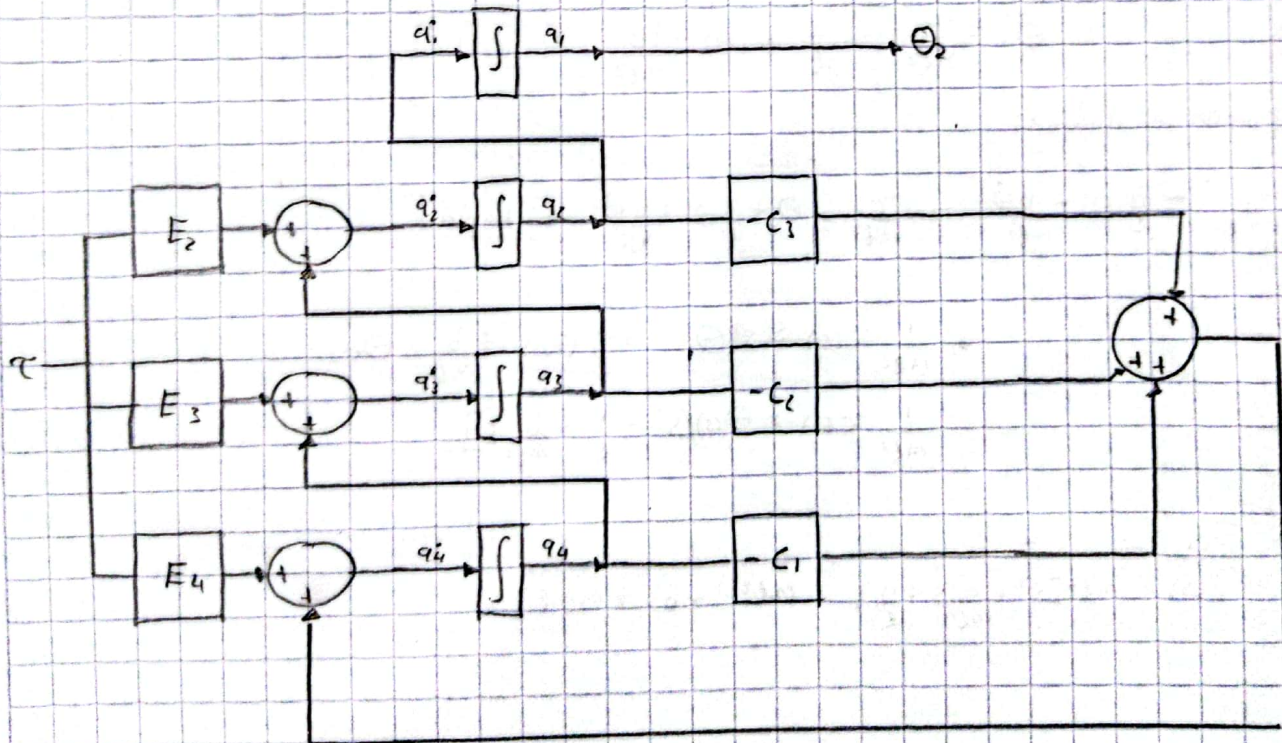 q̇₁ ∫ q₁ θ₂
E₂ + + q̇₂ ∫ q₂ -C₃
+ + +
τ
E₃ + + q̇₃ ∫ q₃ -C₂
E₄ + + q̇₄ ∫ q₄ -C₁